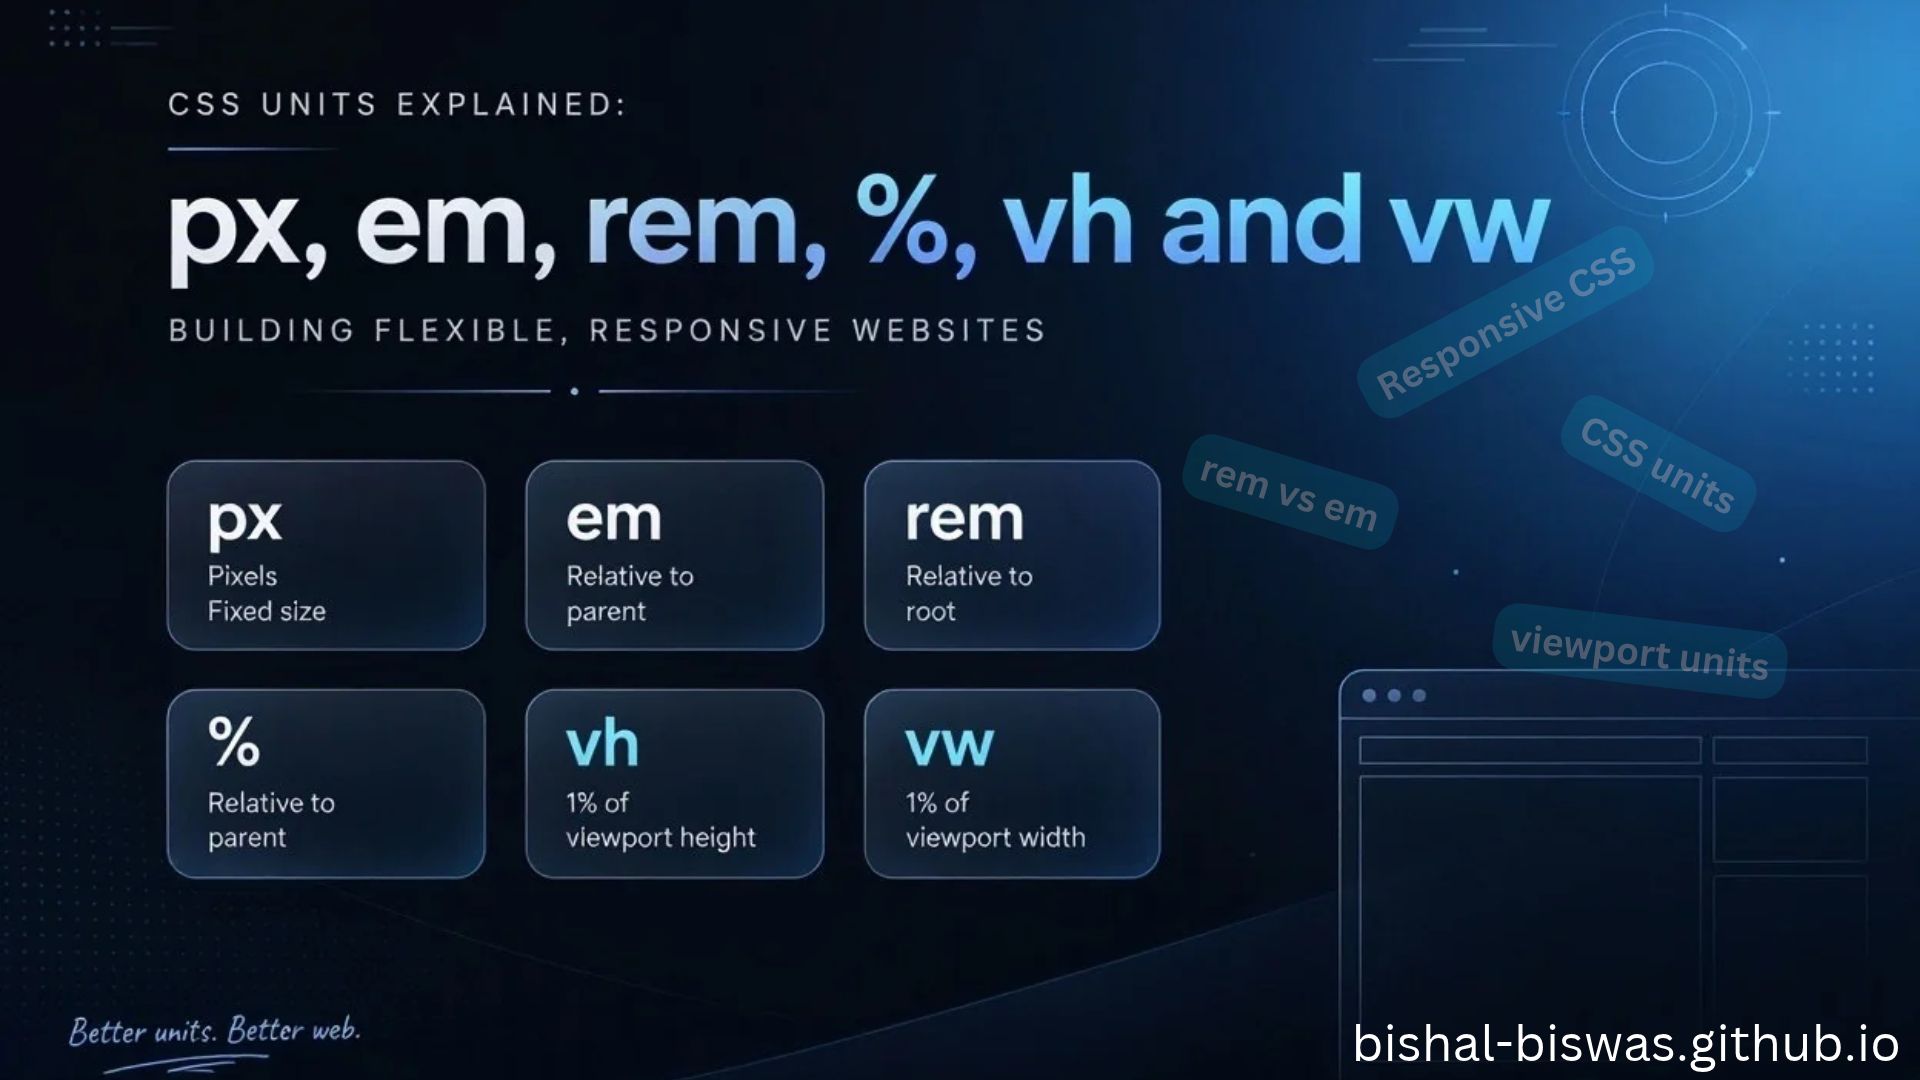 CSS UNITS EXPLAINED:
px, em, rem, %, vh and vw
BUILDING FLEXIBLE, RESPONSIVE WEBSITES
Responsive CSS
CSS units
rem vs em
viewport units
px
Pixels
Fixed size
em
Relative to
parent
rem
Relative to
root
%
Relative to
parent
vh
1% of
viewport height
vw
1% of
viewport width
Better units. Better web.
bishal-biswas.github.io